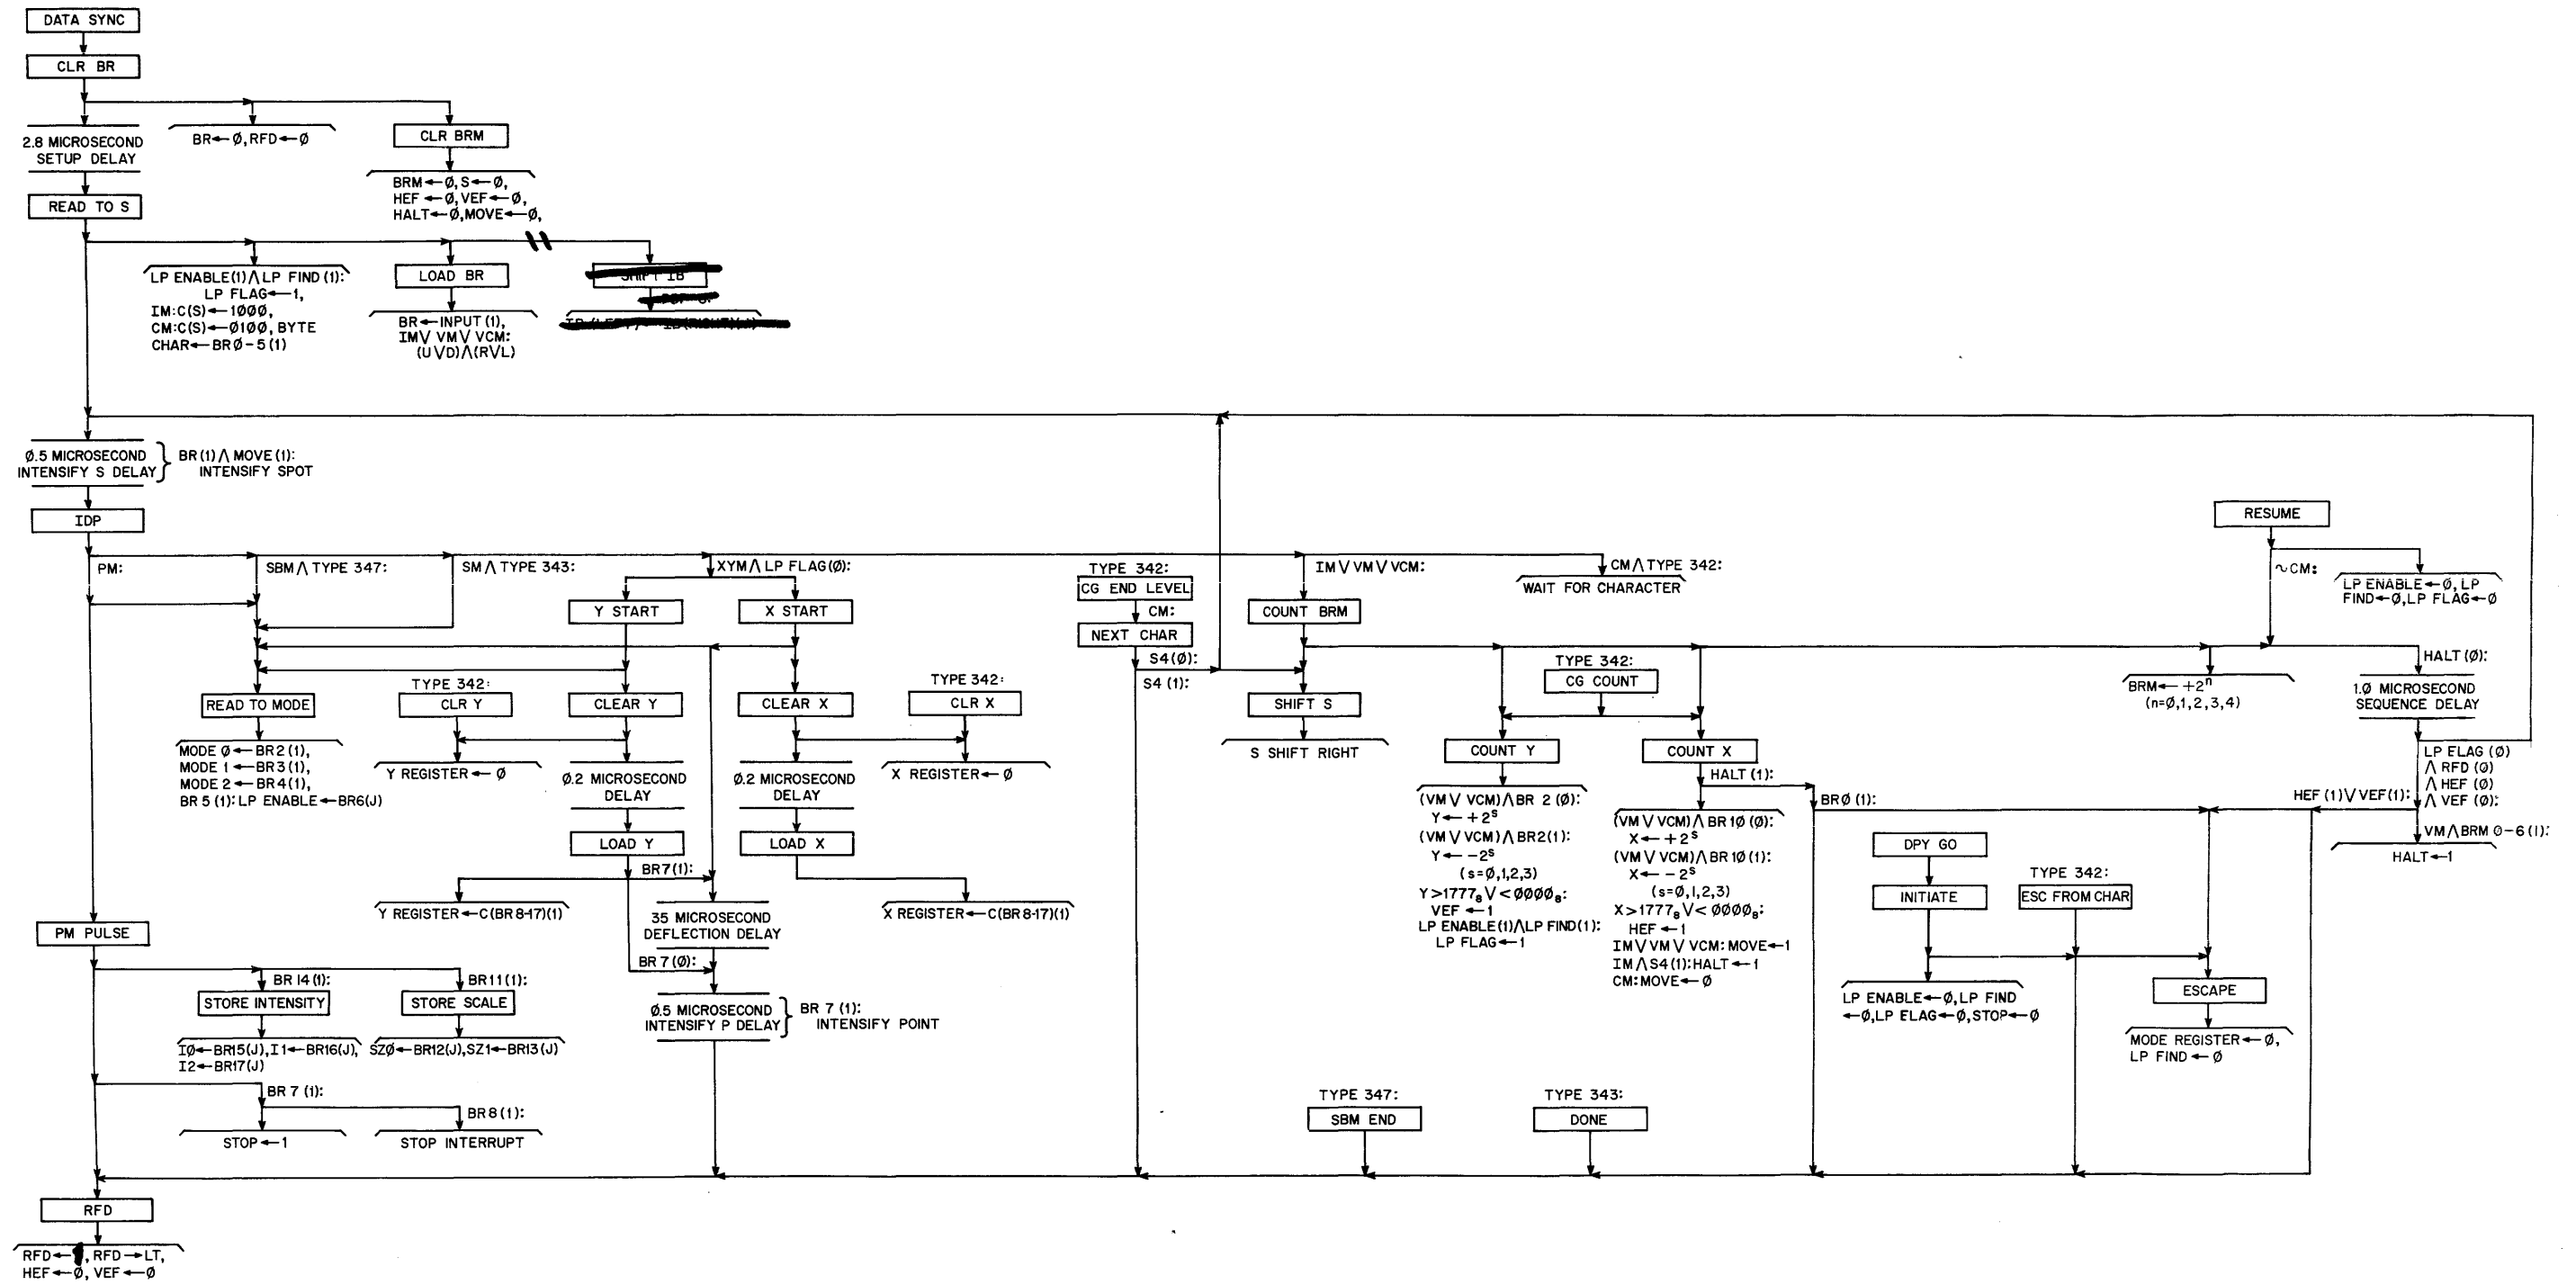 DATA SYNC
CLR BR
2.8 MICROSECOND
SETUP DELAY
BR←Ø,RFD←Ø
CLR BRM
BRM←Ø,S←Ø,
HEF←Ø,VEF←Ø,
HALT←Ø,MOVE←Ø,
READ TO S
LP ENABLE(1)⋀LP FIND(1):
LP FLAG←1,
IM:C(S)←1ØØØ,
CM:C(S)←Ø1ØØ, BYTE
CHAR←BRØ-5(1)
LOAD BR
BR←INPUT(1),
IM⋁VM⋁VCM:
(U⋁D)⋀(R⋁L)
SHIFT IB
Ø.5 MICROSECOND
INTENSIFY S DELAY
BR(1)⋀MOVE(1):
INTENSIFY SPOT
IDP
PM:
SBM⋀TYPE 347:
SM⋀TYPE 343:
XYM⋀LP FLAG(Ø):
Y START
X START
TYPE 342:
CG END LEVEL
CM:
NEXT CHAR
S4(Ø):
S4(1):
IM⋁VM⋁VCM:
COUNT BRM
CM⋀TYPE 342:
WAIT FOR CHARACTER
RESUME
~CM:
LP ENABLE←Ø,LP
FIND←Ø,LP FLAG←Ø
READ TO MODE
MODE Ø←BR2(1),
MODE 1←BR3(1),
MODE 2←BR4(1),
BR5(1):LP ENABLE←BR6(J)
TYPE 342:
CLR Y
Y REGISTER←Ø
CLEAR Y
CLEAR X
TYPE 342:
CLR X
X REGISTER←Ø
Ø.2 MICROSECOND
DELAY
Ø.2 MICROSECOND
DELAY
LOAD Y
LOAD X
BR7(1):
Y REGISTER←C(BR8-17)(1)
X REGISTER←C(BR8-17)(1)
35 MICROSECOND
DEFLECTION DELAY
BR7(Ø):
Ø.5 MICROSECOND
INTENSIFY P DELAY
BR 7(1):
INTENSIFY POINT
SHIFT S
S SHIFT RIGHT
TYPE 342:
CG COUNT
COUNT Y
(VM⋁VCM)⋀BR 2(Ø):
Y←+2ˢ
(VM⋁VCM)⋀BR2(1):
Y←-2ˢ
(s=Ø,1,2,3)
Y>1777₈⋁<ØØØØ₈:
VEF←1
LP ENABLE(1)⋀LP FIND(1):
LP FLAG←1
COUNT X
HALT(1):
(VM⋁VCM)⋀BR1Ø(Ø):
X←+2ˢ
(VM⋁VCM)⋀BR1Ø(1):
X←-2ˢ
(s=Ø,1,2,3)
X>1777₈⋁<ØØØØ₈:
HEF←1
IM⋁VM⋁VCM:MOVE←1
IM⋀S4(1):HALT←1
CM:MOVE←Ø
BRØ(1):
BRM←+2ⁿ
(n=Ø,1,2,3,4)
HALT(Ø):
1.Ø MICROSECOND
SEQUENCE DELAY
LP FLAG(Ø)
⋀RFD(Ø)
⋀HEF(Ø)
⋀VEF(Ø):
HEF(1)⋁VEF(1):
VM⋀BRM Ø-6(1):
HALT←1
DPY GO
INITIATE
LP ENABLE←Ø,LP FIND
←Ø,LP ELAG←Ø,STOP←Ø
TYPE 342:
ESC FROM CHAR
ESCAPE
MODE REGISTER←Ø,
LP FIND←Ø
PM PULSE
BR14(1):
STORE INTENSITY
IØ←BR15(J),I1←BR16(J),
I2←BR17(J)
BR11(1):
STORE SCALE
SZØ←BR12(J),SZ1←BR13(J)
BR 7(1):
STOP←1
BR8(1):
STOP INTERRUPT
TYPE 347:
SBM END
TYPE 343:
DONE
RFD
RFD← , RFD→LT,
HEF←Ø, VEF←Ø